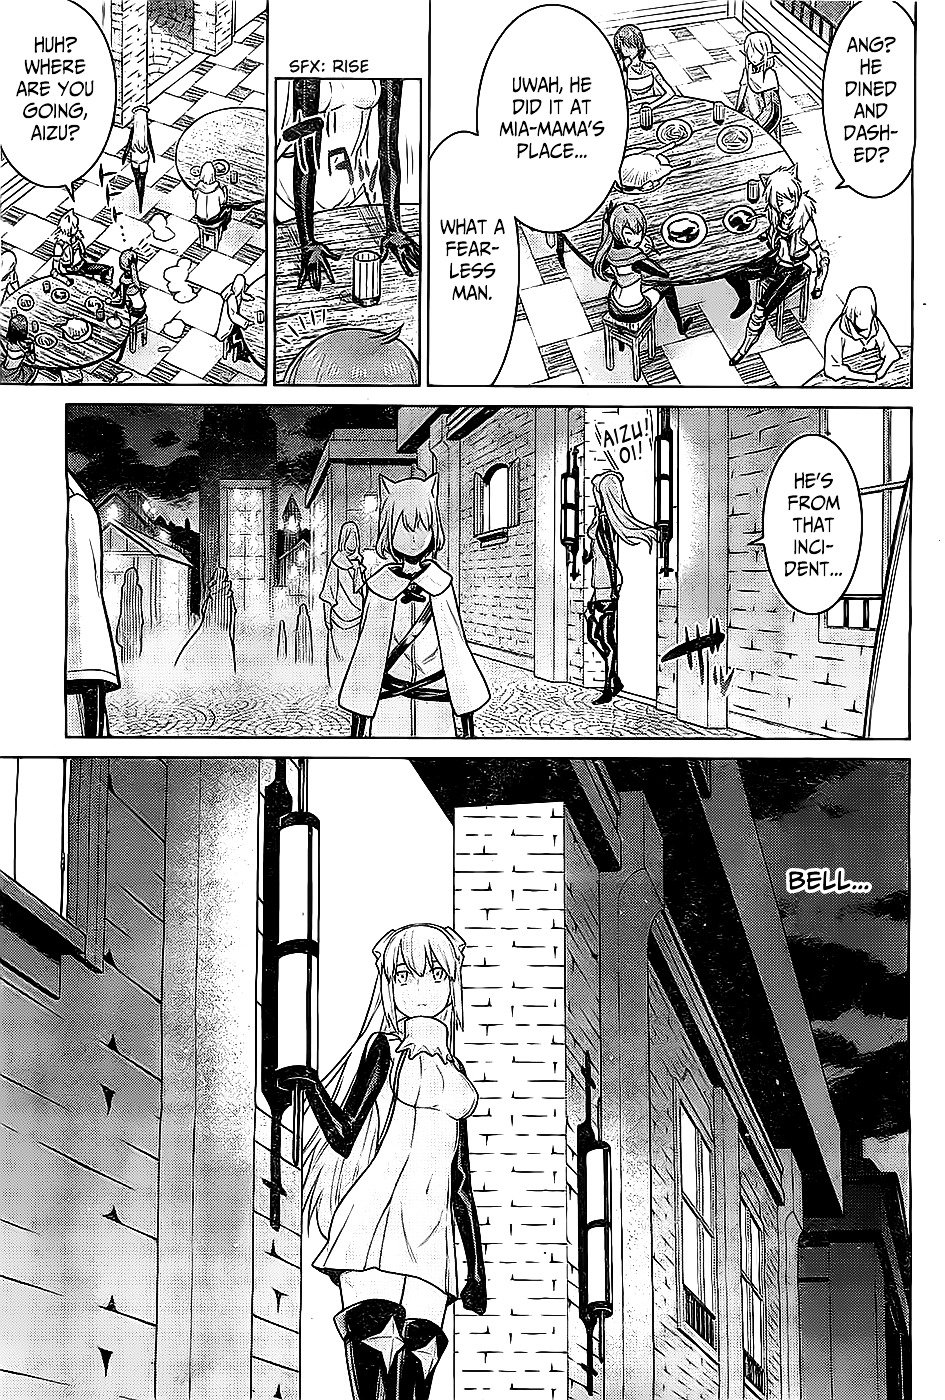 ANG?
HE
DINED
AND
DASH-
ED?
UWAH, HE
DID IT AT
MIA-MAMA'S
PLACE...
WHAT A
FEAR-
LESS
MAN.
SFX: RISE
HUH?
WHERE
ARE YOU
GOING,
AIZU?
HE'S
FROM
THAT
INCI-
DENT...
AIZU!
OI!
BELL...